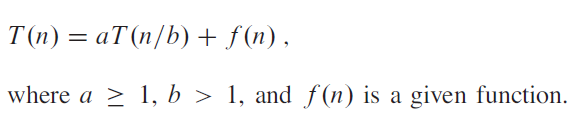 T(n) = aT(n/b) + f(n) ,
where a ≥ 1, b > 1, and f(n) is a given function.